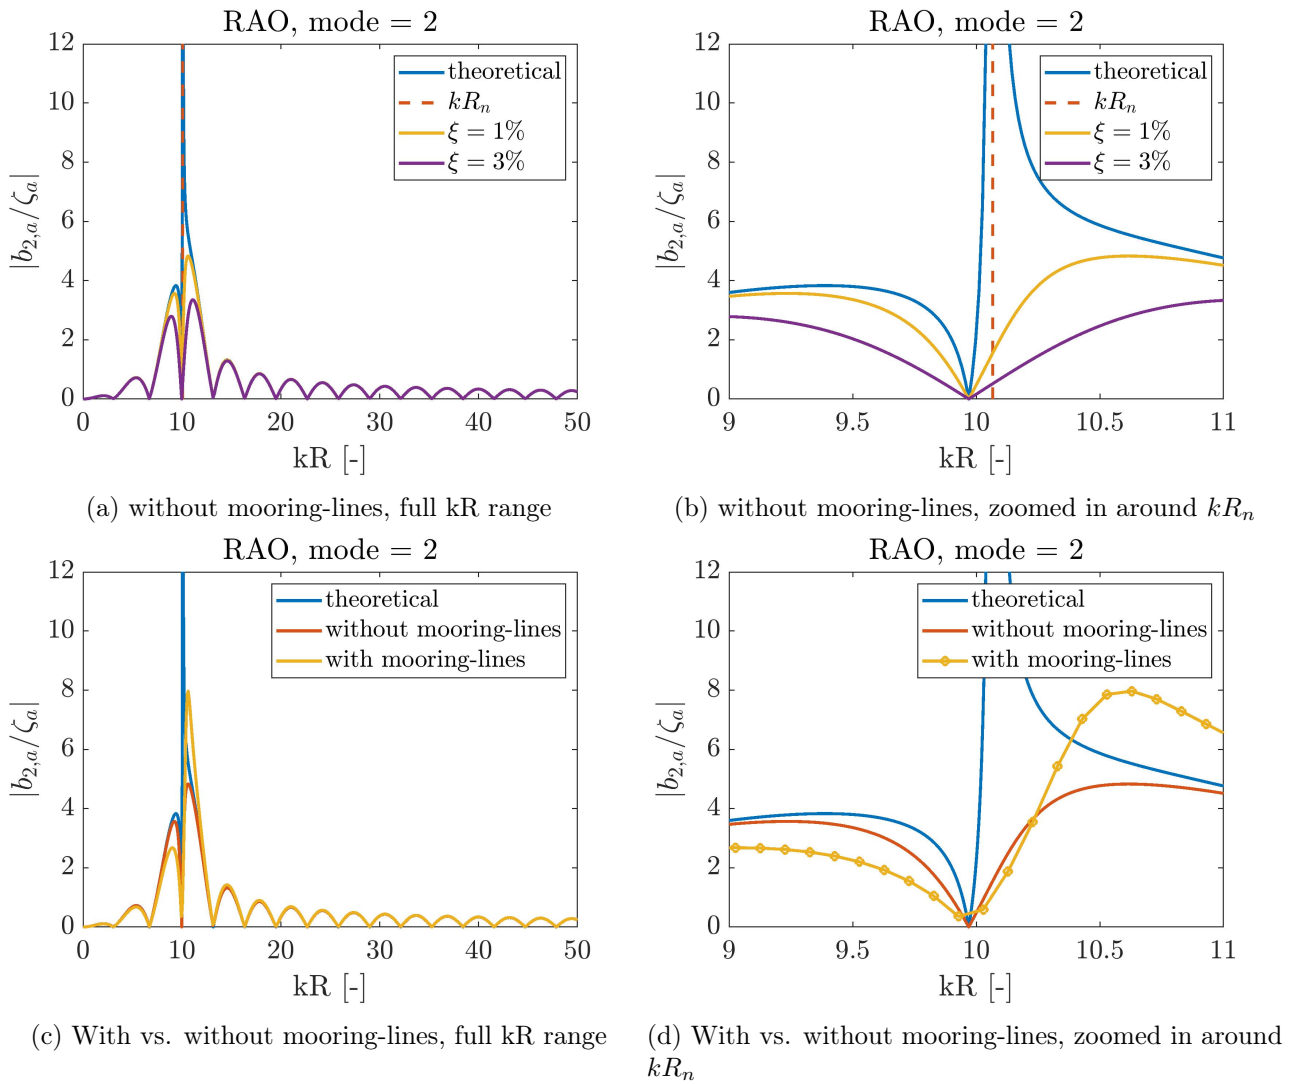 RAO, mode = 2
12
10
8
6
4
2
0
|b₂,ₐ/ζₐ|
theoretical
kRₙ
ξ = 1%
ξ = 3%
0 10 20 30 40 50
kR [-]
(a) without mooring-lines, full kR range
RAO, mode = 2
12
10
8
6
4
2
0
|b₂,ₐ/ζₐ|
theoretical
kRₙ
ξ = 1%
ξ = 3%
9 9.5 10 10.5 11
kR [-]
(b) without mooring-lines, zoomed in around kRₙ
RAO, mode = 2
12
10
8
6
4
2
0
|b₂,ₐ/ζₐ|
theoretical
without mooring-lines
with mooring-lines
0 10 20 30 40 50
kR [-]
(c) With vs. without mooring-lines, full kR range
RAO, mode = 2
12
10
8
6
4
2
0
|b₂,ₐ/ζₐ|
theoretical
without mooring-lines
with mooring-lines
9 9.5 10 10.5 11
kR [-]
(d) With vs. without mooring-lines, zoomed in around
kRₙ